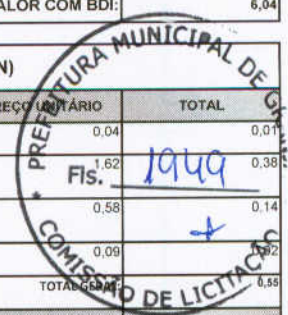 VALOR COM BDI: 6,04
N)
PREÇO UNITÁRIO TOTAL
0,04 0,01
1,62 0,38
0,58 0,14
0,09
TOTAL GERAL: 0,55
PREFEITURA MUNICIPAL DE
Fls. 1949
* COMISSÃO DE LICITAÇÃO